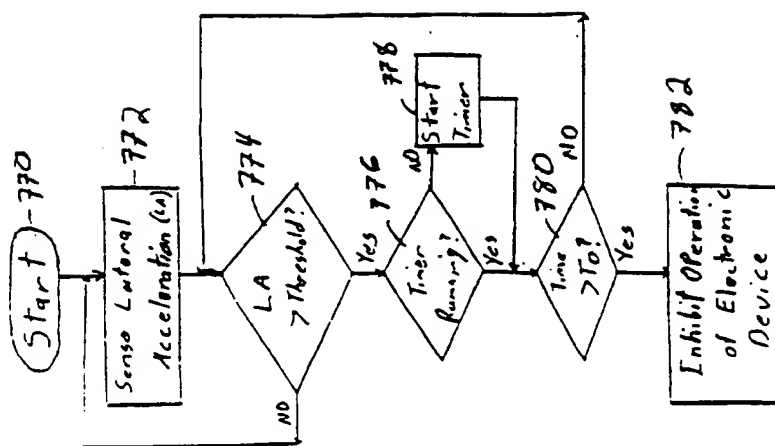 Start
770
Sense Lateral
Acceleration (LA)
772
LA
>Threshold?
774
NO
Yes
Timer
Running?
776
NO
Start
Timer
778
Yes
Time
>To?
780
NO
Yes
Inhibit Operation
of Electronic
Device
782